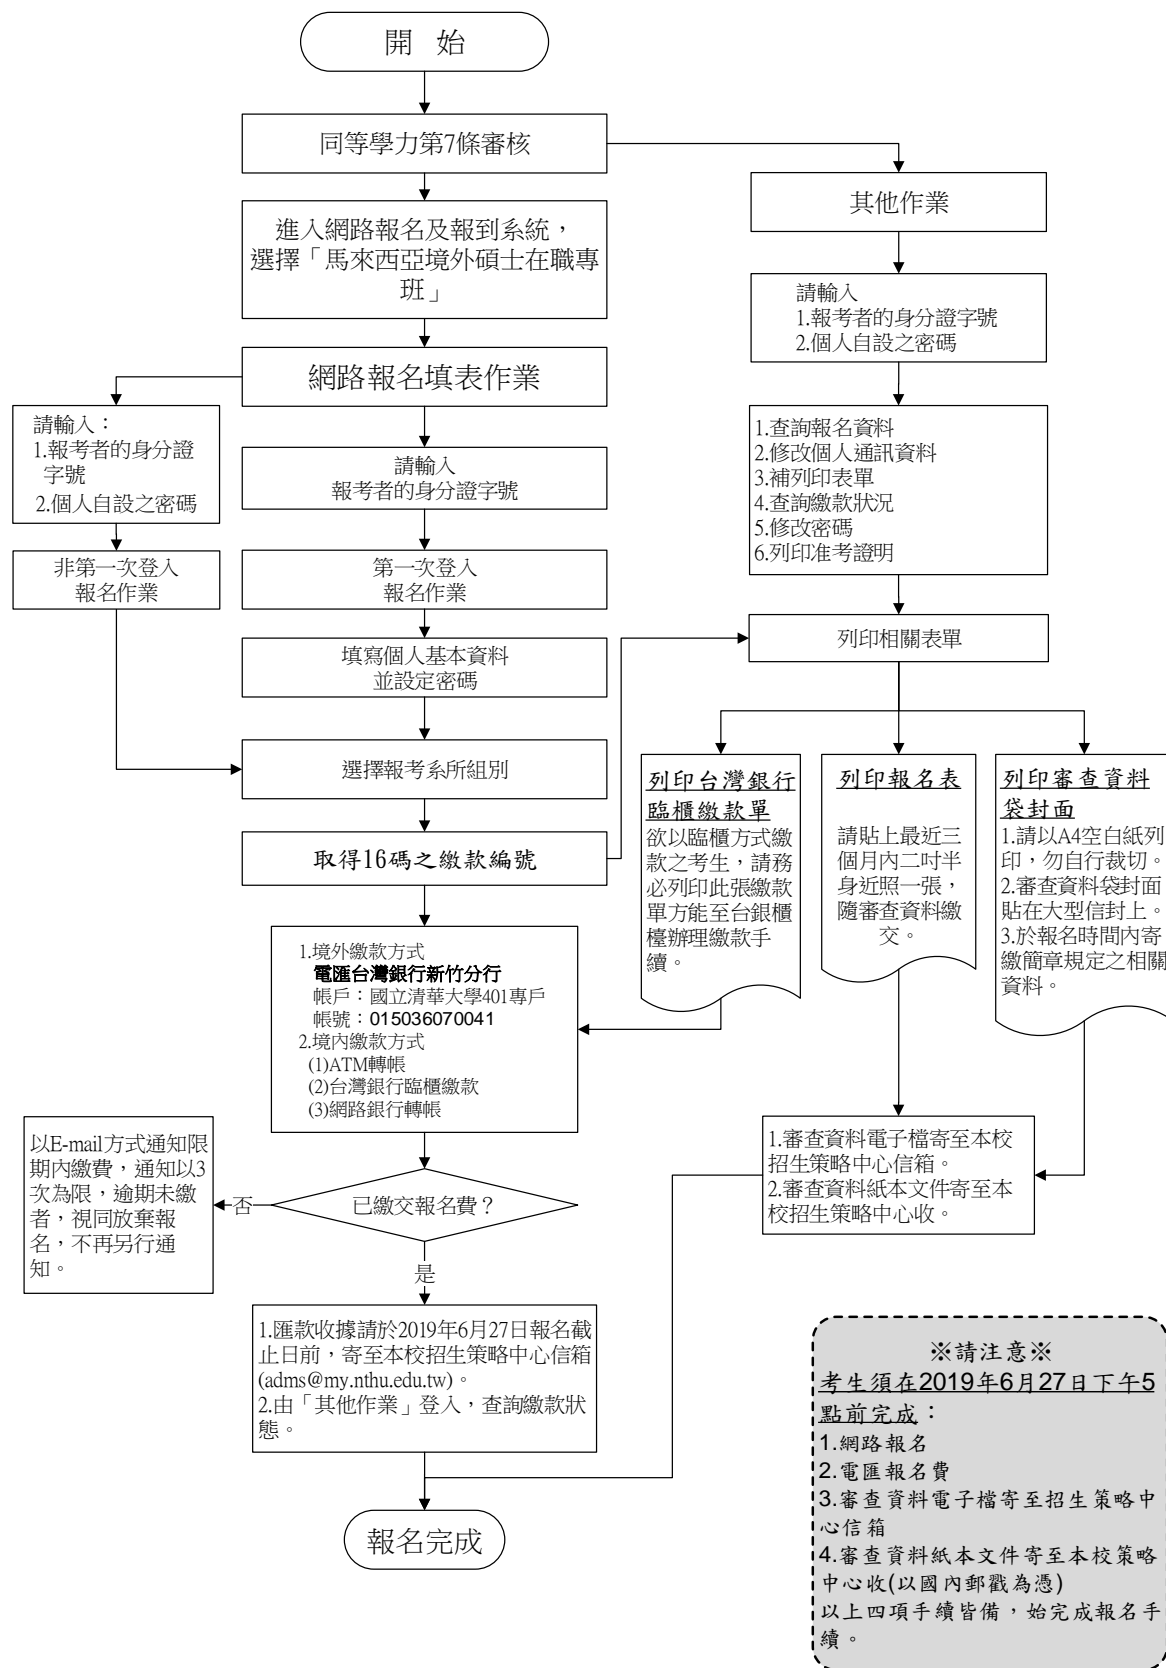 開 始
同等學力第7條審核
進入網路報名及報到系統，
選擇「馬來西亞境外碩士在職專
班」
網路報名填表作業
請輸入：
1.報考者的身分證
字號
2.個人自設之密碼
非第一次登入
報名作業
請輸入
報考者的身分證字號
第一次登入
報名作業
填寫個人基本資料
並設定密碼
選擇報考系所組別
取得16碼之繳款編號
其他作業
請輸入
1.報考者的身分證字號
2.個人自設之密碼
1.查詢報名資料
2.修改個人通訊資料
3.補列印表單
4.查詢繳款狀況
5.修改密碼
6.列印准考證明
列印相關表單
列印台灣銀行
臨櫃繳款單
欲以臨櫃方式繳
款之考生，請務
必列印此張繳款
單方能至台銀櫃
檯辦理繳款手
續。
列印報名表
請貼上最近三
個月內二吋半
身近照一張，
隨審查資料繳
交。
列印審查資料
袋封面
1.請以A4空白紙列
印，勿自行裁切。
2.審查資料袋封面
貼在大型信封上。
3.於報名時間內寄
繳簡章規定之相關
資料。
1.境外繳款方式
電匯台灣銀行新竹分行
帳戶：國立清華大學401專戶
帳號：015036070041
2.境內繳款方式
(1)ATM轉帳
(2)台灣銀行臨櫃繳款
(3)網路銀行轉帳
1.審查資料電子檔寄至本校
招生策略中心信箱。
2.審查資料紙本文件寄至本
校招生策略中心收。
已繳交報名費？
否
以E-mail方式通知限
期內繳費，通知以3
次為限，逾期未繳
者，視同放棄報
名，不再另行通
知。
是
1.匯款收據請於2019年6月27日報名截
止日前，寄至本校招生策略中心信箱
(adms@my.nthu.edu.tw)。
2.由「其他作業」登入，查詢繳款狀
態。
報名完成
※請注意※
考生須在2019年6月27日下午5
點前完成：
1.網路報名
2.電匯報名費
3.審查資料電子檔寄至招生策略中
心信箱
4.審查資料紙本文件寄至本校策略
中心收(以國內郵戳為憑)
以上四項手續皆備，始完成報名手
續。